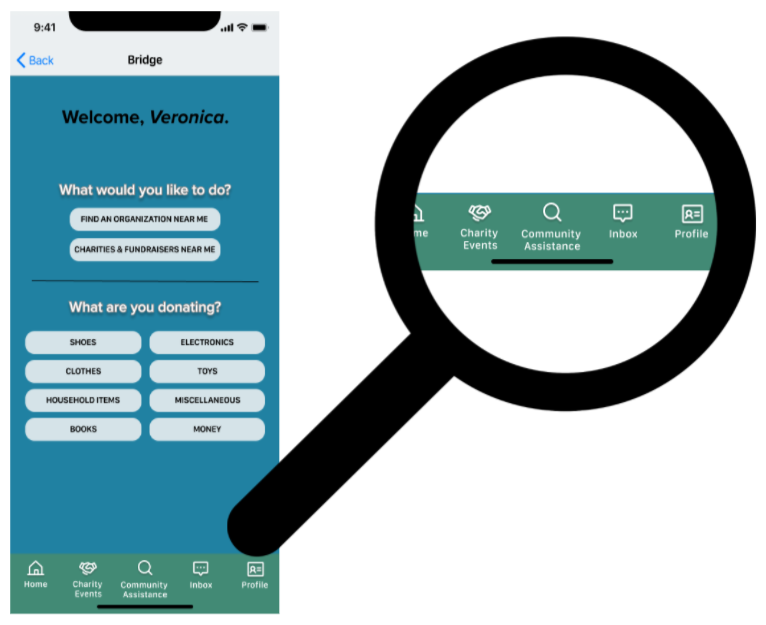 9:41
Back
Bridge
Welcome, Veronica.
What would you like to do?
FIND AN ORGANIZATION NEAR ME
CHARITIES & FUNDRAISERS NEAR ME
What are you donating?
SHOES
ELECTRONICS
CLOTHES
TOYS
HOUSEHOLD ITEMS
MISCELLANEOUS
BOOKS
MONEY
Home
Charity
Events
Community
Assistance
Inbox
Profile
me
Charity
Events
Community
Assistance
Inbox
Profile